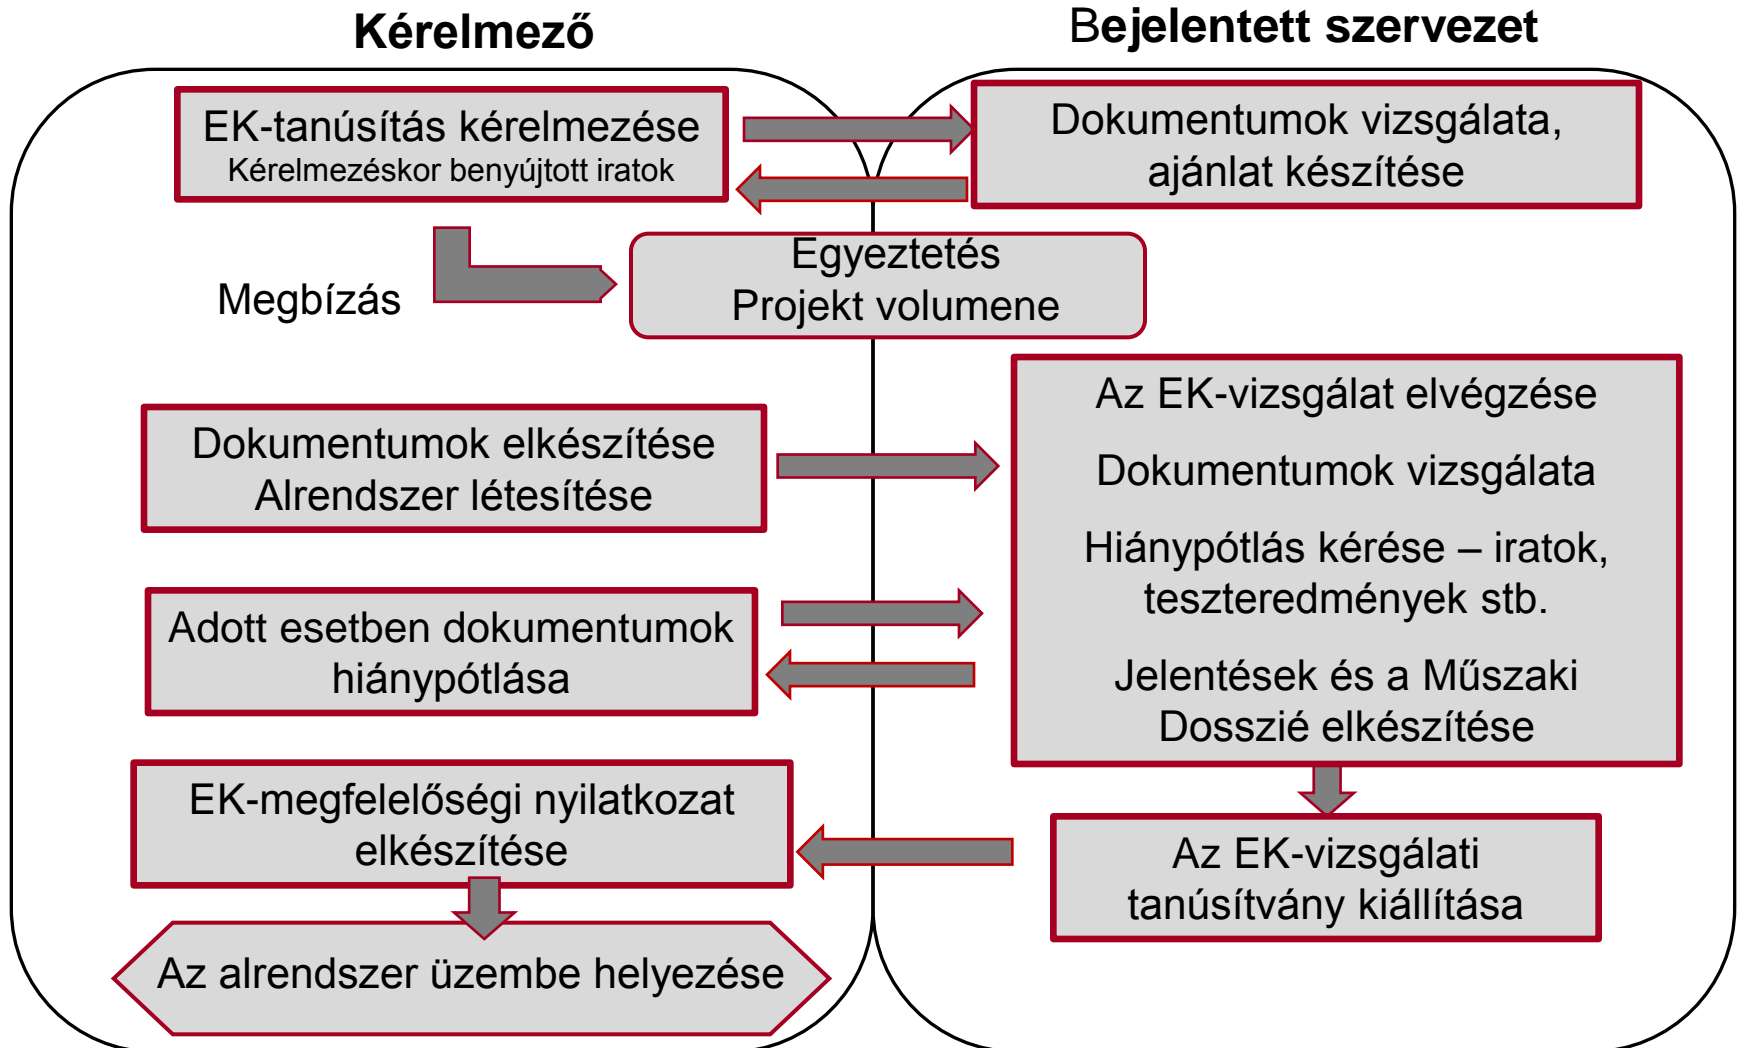 Kérelmező
Bejelentett szervezet
EK-tanúsítás kérelmezése
Kérelmezéskor benyújtott iratok
Dokumentumok vizsgálata,
ajánlat készítése
Megbízás
Egyeztetés
Projekt volumene
Dokumentumok elkészítése
Alrendszer létesítése
Az EK-vizsgálat elvégzése
Dokumentumok vizsgálata
Hiánypótlás kérése – iratok,
teszteredmények stb.
Jelentések és a Műszaki
Dosszié elkészítése
Adott esetben dokumentumok
hiánypótlása
EK-megfelelőségi nyilatkozat
elkészítése
Az EK-vizsgálati
tanúsítvány kiállítása
Az alrendszer üzembe helyezése